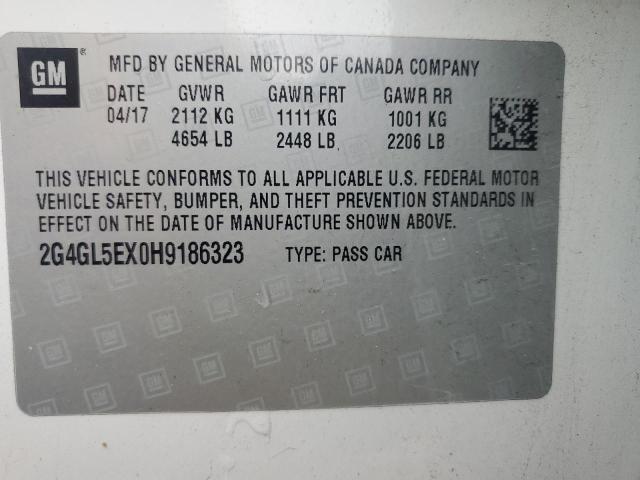 GM ® MFD BY GENERAL MOTORS OF CANADA COMPANY
DATE GVWR GAWR FRT GAWR RR
04/17 2112 KG 1111 KG 1001 KG
4654 LB 2448 LB 2206 LB
THIS VEHICLE CONFORMS TO ALL APPLICABLE U.S. FEDERAL MOTOR
VEHICLE SAFETY, BUMPER, AND THEFT PREVENTION STANDARDS IN
EFFECT ON THE DATE OF MANUFACTURE SHOWN ABOVE.
2G4GL5EX0H9186323 TYPE: PASS CAR